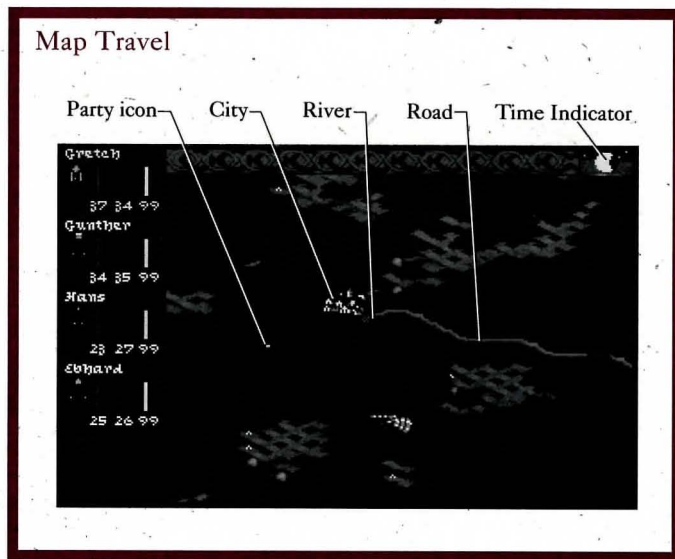 Map Travel
Party icon City River Road Time Indicator
Gretch
37 34 99
Gunther
34 35 99
Hans
23 27 99
Ebhard
25 26 99